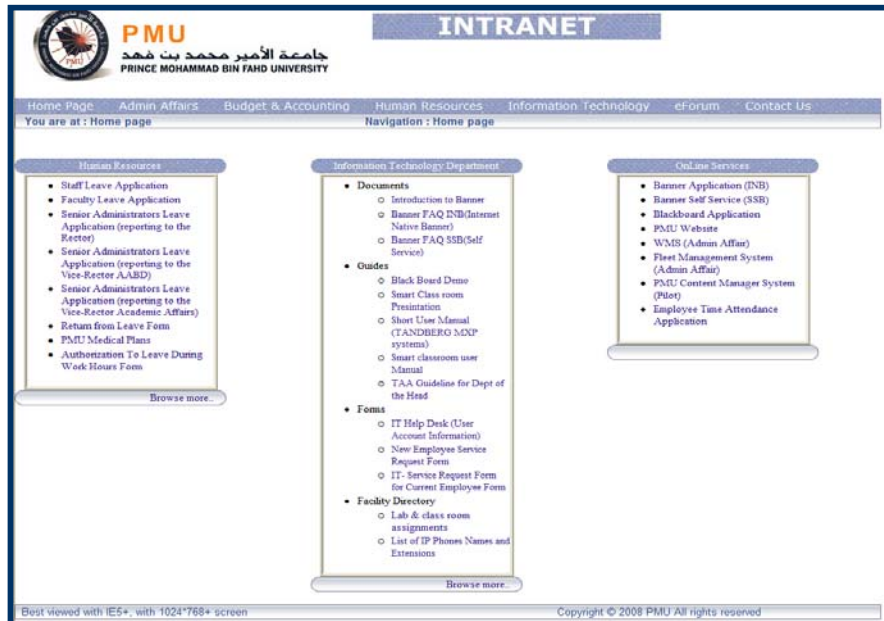 PMU
جامعة الأمير محمد بن فهد
PRINCE MOHAMMAD BIN FAHD UNIVERSITY
PMU
INTRANET
Home Page Admin Affairs Budget & Accounting Human Resources Information Technology eForum Contact Us
You are at : Home page Navigation : Home page
Human Resources
Staff Leave Application
Faculty Leave Application
Senior Administrators Leave
Application (reporting to the
Rector)
Senior Administrators Leave
Application (reporting to the
Vice-Rector AABD)
Senior Administrators Leave
Application (reporting to the
Vice-Rector Academic Affairs)
Return from Leave Form
PMU Medical Plans
Authorization To Leave During
Work Hours Form
Browse more..
Information Technology Department
Documents
Introduction to Banner
Banner FAQ INB(Internet
Native Banner)
Banner FAQ SSB(Self
Service)
Guides
Black Board Demo
Smart Class room
Presintation
Short User Manual
(TANDBERG MXP
systems)
Smart classroom user
Manual
TAA Guideline for Dept of
the Head
Forms
IT Help Desk (User
Account Information)
New Employee Service
Request Form
IT- Service Request Form
for Current Employee Form
Facility Directory
Lab & class room
assignments
List of IP Phones Names and
Extensions
Browse more..
OnLine Services
Banner Application (INB)
Banner Self Service (SSB)
Blackboard Application
PMU Website
WMS (Admin Affair)
Fleet Management System
(Admin Affair)
PMU Content Manager System
(Pilot)
Employee Time Attendance
Application
Best viewed with IE5+, with 1024*768+ screen Copyright © 2008 PMU All rights reserved